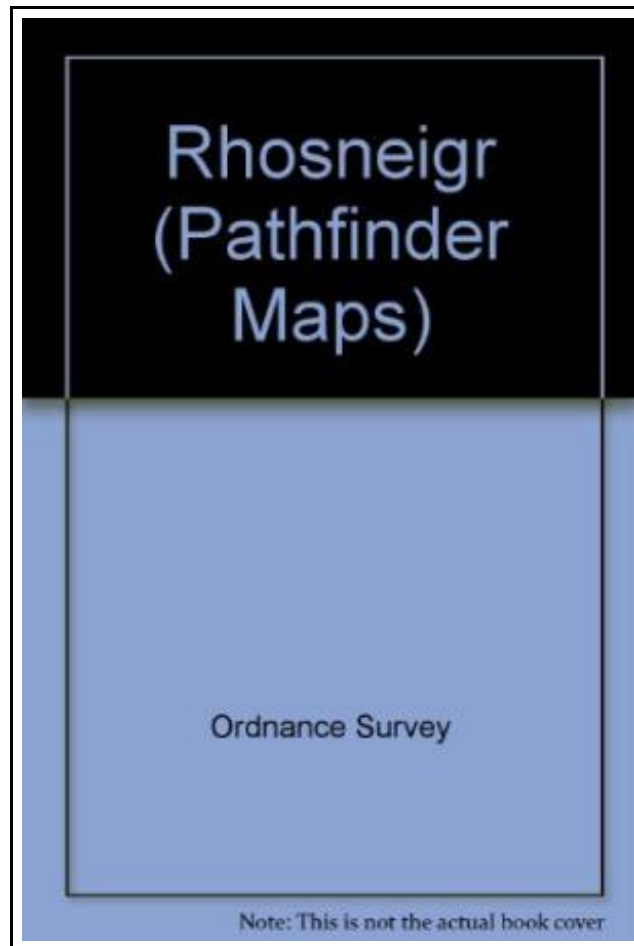 Rhosneigr
(Pathfinder
Maps)
Ordnance Survey
Note: This is not the actual book cover